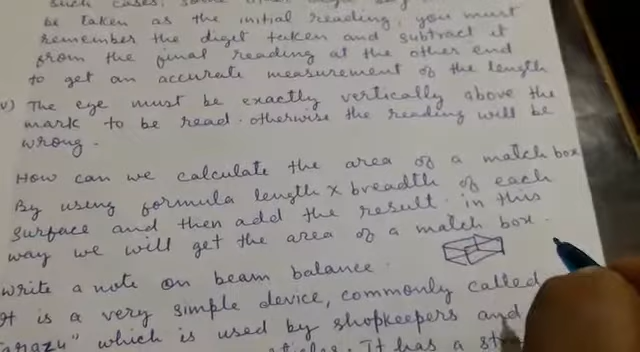 such cases, some
be taken as the initial reading, you must
remember the digit taken and subtract it
from the final reading at the other end
to get an accurate measurement of the length
v) The eye must be exactly vertically above the
mark to be read. otherwise the reading will be
wrong.
How can we calculate the area of a match box
By using formula length × breadth of each
surface and then add the result. in this
way we will get the area of a match box.
write a note on beam balance.
It is a very simple device, commonly called
which is used by shopkeepers and
It has a